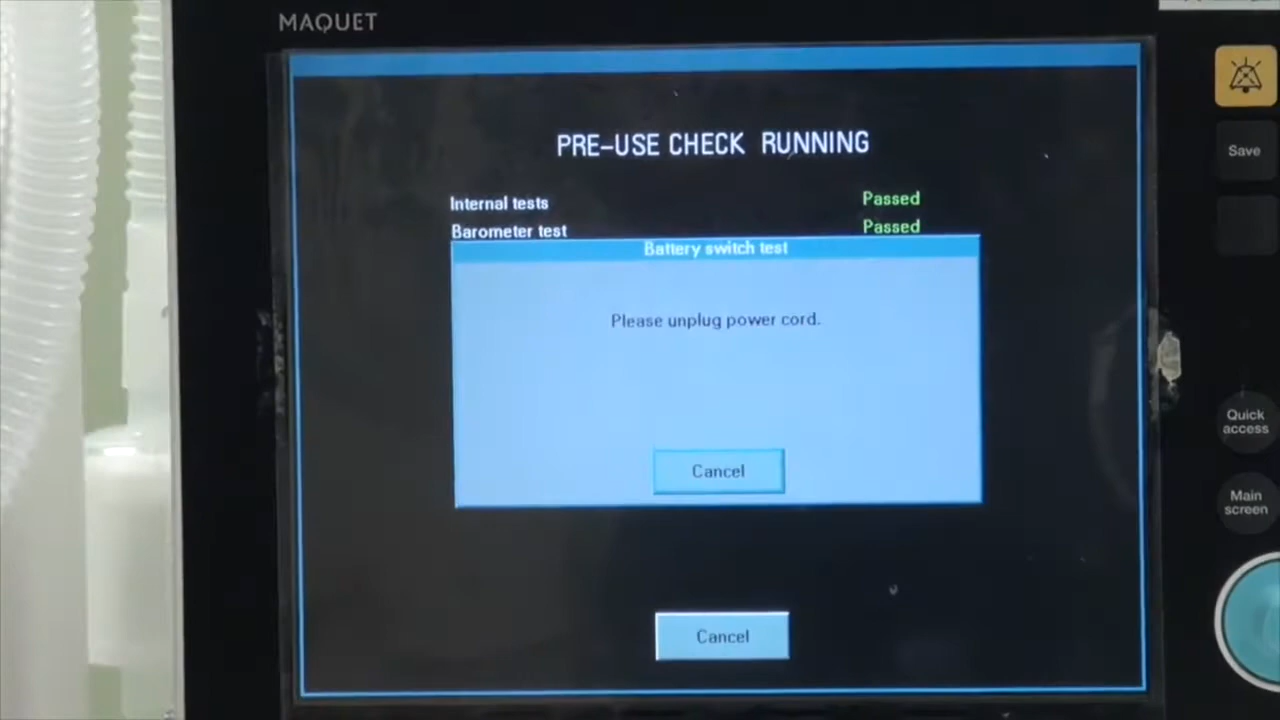 MAQUET
PRE-USE CHECK RUNNING
Internal tests Passed
Barometer test Passed
Battery switch test
Please unplug power cord.
Cancel
Cancel
Save
Quick
access
Main
screen